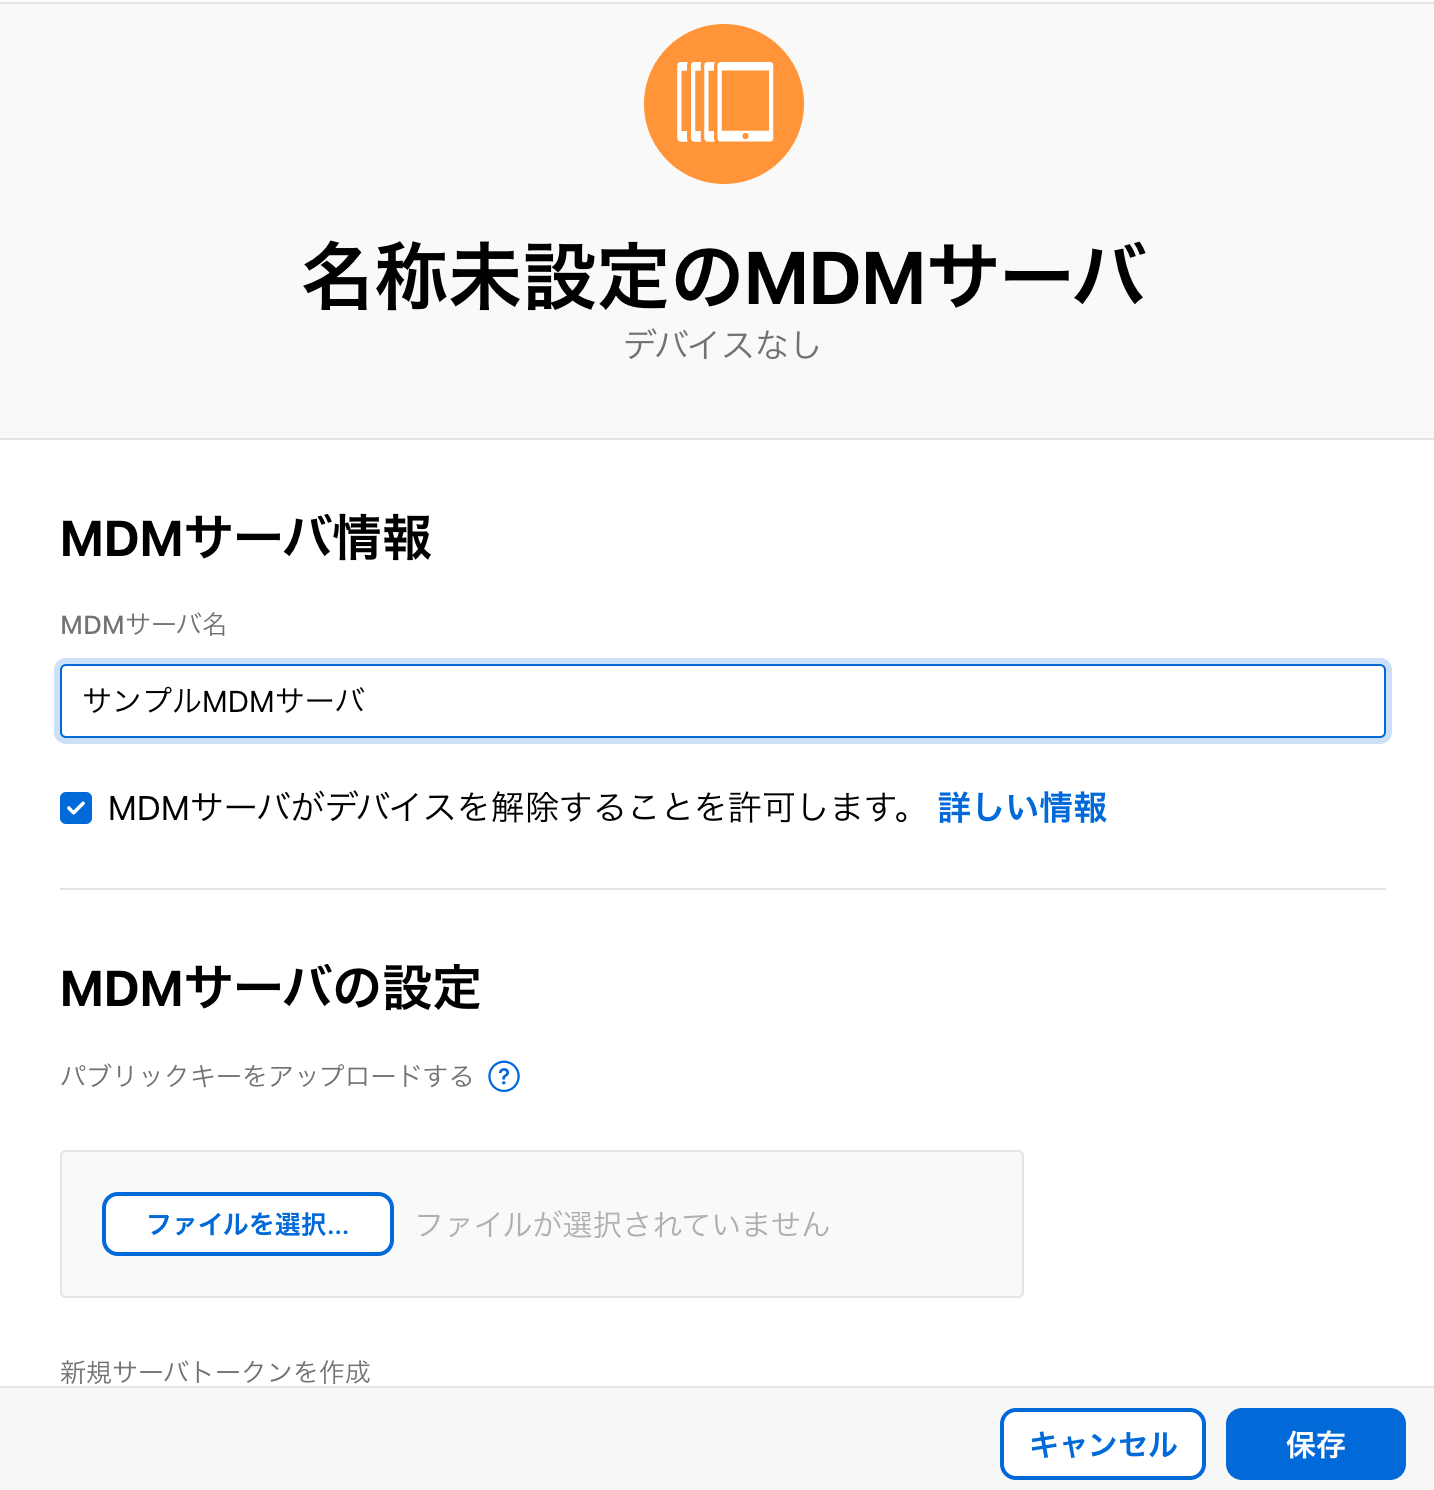 名称未設定のMDMサーバ
デバイスなし
MDMサーバ情報
MDMサーバ名
サンプルMDMサーバ
MDMサーバがデバイスを解除することを許可します。 詳しい情報
MDMサーバの設定
パブリックキーをアップロードする ?
ファイルを選択... ファイルが選択されていません
新規サーバトークンを作成
キャンセル 保存